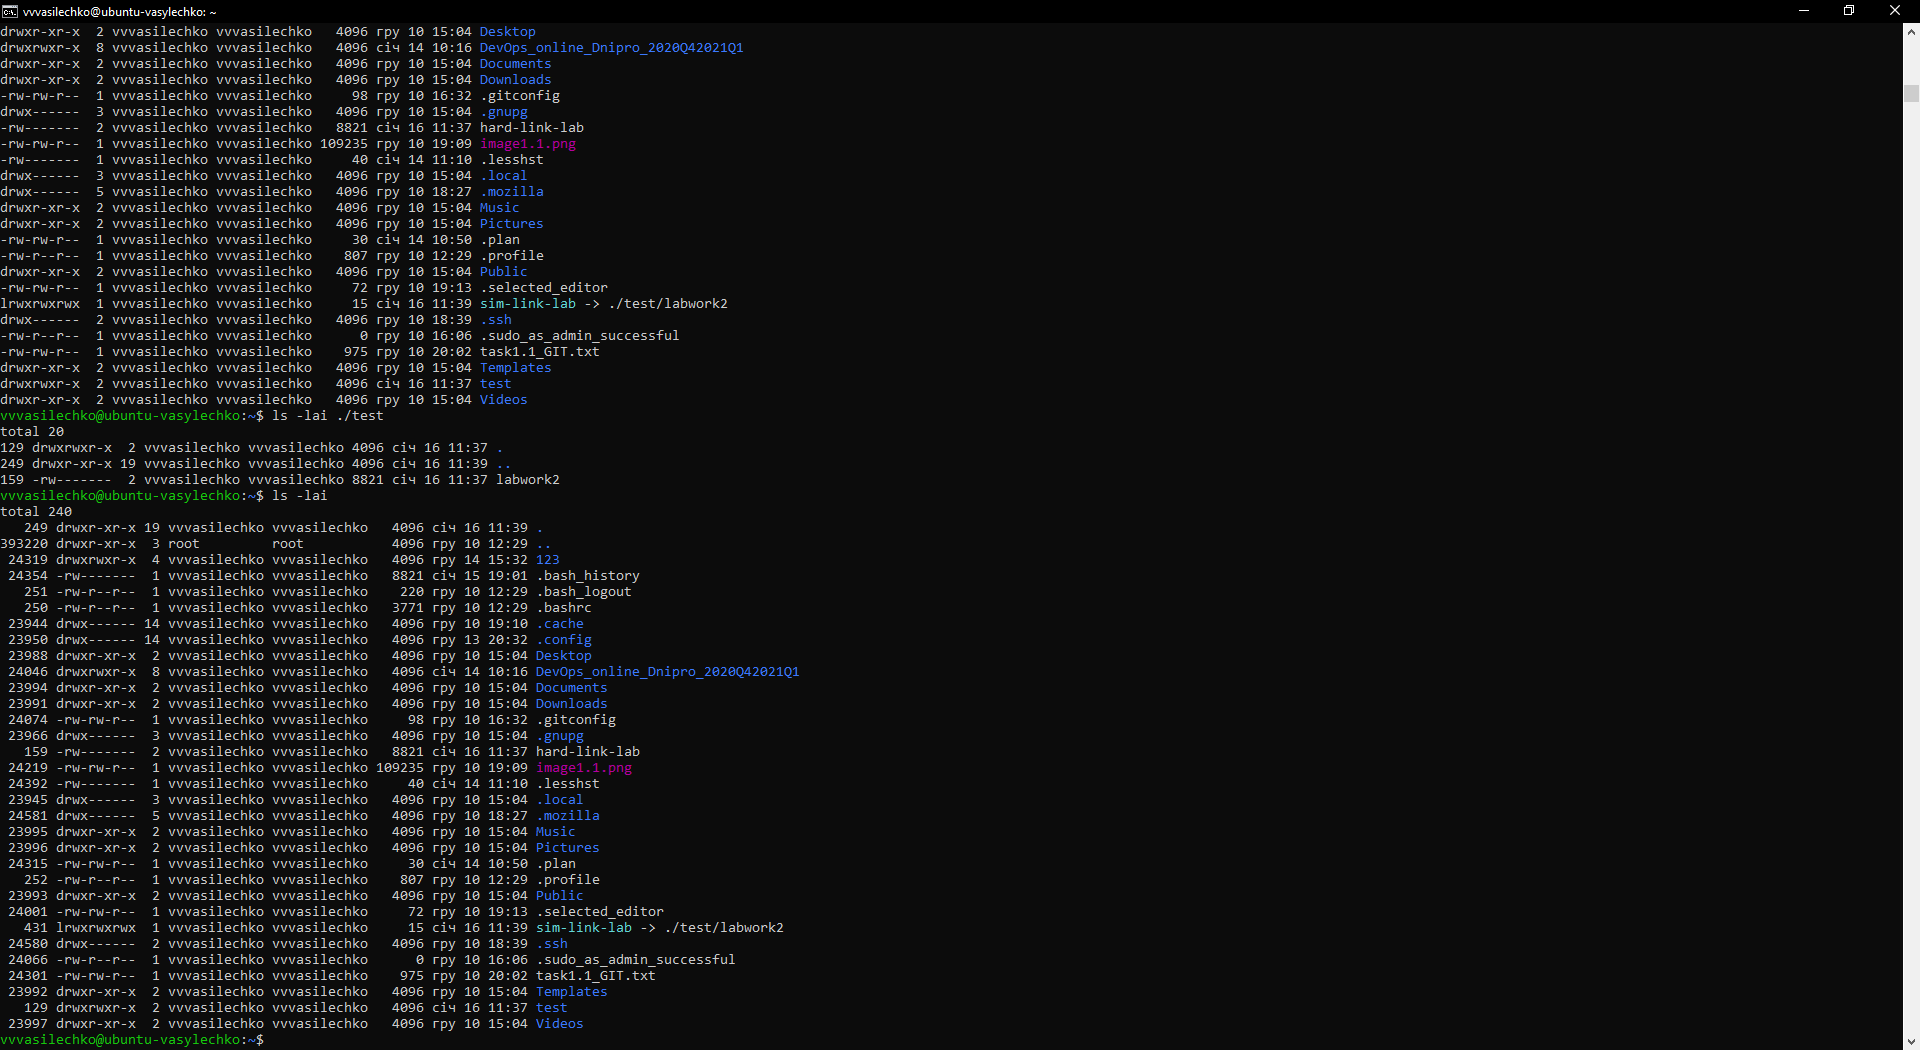 vvvasilechko@ubuntu-vasylechko: ~
drwxr-xr-x  2 vvvasilechko vvvasilechko   4096 гру 10 15:04 Desktop
drwxrwxr-x  8 vvvasilechko vvvasilechko   4096 січ 14 10:16 DevOps_online_Dnipro_2020Q42021Q1
drwxr-xr-x  2 vvvasilechko vvvasilechko   4096 гру 10 15:04 Documents
drwxr-xr-x  2 vvvasilechko vvvasilechko   4096 гру 10 15:04 Downloads
-rw-rw-r--  1 vvvasilechko vvvasilechko     98 гру 10 16:32 .gitconfig
drwx------  3 vvvasilechko vvvasilechko   4096 гру 10 15:04 .gnupg
-rw-------  2 vvvasilechko vvvasilechko   8821 січ 16 11:37 hard-link-lab
-rw-rw-r--  1 vvvasilechko vvvasilechko 109235 гру 10 19:09 image1.1.png
-rw-------  1 vvvasilechko vvvasilechko     40 січ 14 11:10 .lesshst
drwx------  3 vvvasilechko vvvasilechko   4096 гру 10 15:04 .local
drwx------  5 vvvasilechko vvvasilechko   4096 гру 10 18:27 .mozilla
drwxr-xr-x  2 vvvasilechko vvvasilechko   4096 гру 10 15:04 Music
drwxr-xr-x  2 vvvasilechko vvvasilechko   4096 гру 10 15:04 Pictures
-rw-rw-r--  1 vvvasilechko vvvasilechko     30 січ 14 10:50 .plan
-rw-r--r--  1 vvvasilechko vvvasilechko    807 гру 10 12:29 .profile
drwxr-xr-x  2 vvvasilechko vvvasilechko   4096 гру 10 15:04 Public
-rw-rw-r--  1 vvvasilechko vvvasilechko     72 гру 10 19:13 .selected_editor
lrwxrwxrwx  1 vvvasilechko vvvasilechko     15 січ 16 11:39 sim-link-lab -> ./test/labwork2
drwx------  2 vvvasilechko vvvasilechko   4096 гру 10 18:39 .ssh
-rw-r--r--  1 vvvasilechko vvvasilechko      0 гру 10 16:06 .sudo_as_admin_successful
-rw-rw-r--  1 vvvasilechko vvvasilechko    975 гру 10 20:02 task1.1_GIT.txt
drwxr-xr-x  2 vvvasilechko vvvasilechko   4096 гру 10 15:04 Templates
drwxrwxr-x  2 vvvasilechko vvvasilechko   4096 січ 16 11:37 test
drwxr-xr-x  2 vvvasilechko vvvasilechko   4096 гру 10 15:04 Videos
vvvasilechko@ubuntu-vasylechko:~$ ls -lai ./test
total 20
129 drwxrwxr-x  2 vvvasilechko vvvasilechko 4096 січ 16 11:37 .
249 drwxr-xr-x 19 vvvasilechko vvvasilechko 4096 січ 16 11:39 ..
159 -rw-------  2 vvvasilechko vvvasilechko 8821 січ 16 11:37 labwork2
vvvasilechko@ubuntu-vasylechko:~$ ls -lai
total 240
   249 drwxr-xr-x 19 vvvasilechko vvvasilechko   4096 січ 16 11:39 .
393220 drwxr-xr-x  3 root         root           4096 гру 10 12:29 ..
 24319 drwxrwxr-x  4 vvvasilechko vvvasilechko   4096 гру 14 15:32 123
 24354 -rw-------  1 vvvasilechko vvvasilechko   8821 січ 15 19:01 .bash_history
   251 -rw-r--r--  1 vvvasilechko vvvasilechko    220 гру 10 12:29 .bash_logout
   250 -rw-r--r--  1 vvvasilechko vvvasilechko   3771 гру 10 12:29 .bashrc
 23944 drwx------ 14 vvvasilechko vvvasilechko   4096 гру 10 19:10 .cache
 23950 drwx------ 14 vvvasilechko vvvasilechko   4096 гру 13 20:32 .config
 23988 drwxr-xr-x  2 vvvasilechko vvvasilechko   4096 гру 10 15:04 Desktop
 24046 drwxrwxr-x  8 vvvasilechko vvvasilechko   4096 січ 14 10:16 DevOps_online_Dnipro_2020Q42021Q1
 23994 drwxr-xr-x  2 vvvasilechko vvvasilechko   4096 гру 10 15:04 Documents
 23991 drwxr-xr-x  2 vvvasilechko vvvasilechko   4096 гру 10 15:04 Downloads
 24074 -rw-rw-r--  1 vvvasilechko vvvasilechko     98 гру 10 16:32 .gitconfig
 23966 drwx------  3 vvvasilechko vvvasilechko   4096 гру 10 15:04 .gnupg
   159 -rw-------  2 vvvasilechko vvvasilechko   8821 січ 16 11:37 hard-link-lab
 24219 -rw-rw-r--  1 vvvasilechko vvvasilechko 109235 гру 10 19:09 image1.1.png
 24392 -rw-------  1 vvvasilechko vvvasilechko     40 січ 14 11:10 .lesshst
 23945 drwx------  3 vvvasilechko vvvasilechko   4096 гру 10 15:04 .local
 24581 drwx------  5 vvvasilechko vvvasilechko   4096 гру 10 18:27 .mozilla
 23995 drwxr-xr-x  2 vvvasilechko vvvasilechko   4096 гру 10 15:04 Music
 23996 drwxr-xr-x  2 vvvasilechko vvvasilechko   4096 гру 10 15:04 Pictures
 24315 -rw-rw-r--  1 vvvasilechko vvvasilechko     30 січ 14 10:50 .plan
   252 -rw-r--r--  1 vvvasilechko vvvasilechko    807 гру 10 12:29 .profile
 23993 drwxr-xr-x  2 vvvasilechko vvvasilechko   4096 гру 10 15:04 Public
 24001 -rw-rw-r--  1 vvvasilechko vvvasilechko     72 гру 10 19:13 .selected_editor
   431 lrwxrwxrwx  1 vvvasilechko vvvasilechko     15 січ 16 11:39 sim-link-lab -> ./test/labwork2
 24580 drwx------  2 vvvasilechko vvvasilechko   4096 гру 10 18:39 .ssh
 24066 -rw-r--r--  1 vvvasilechko vvvasilechko      0 гру 10 16:06 .sudo_as_admin_successful
 24301 -rw-rw-r--  1 vvvasilechko vvvasilechko    975 гру 10 20:02 task1.1_GIT.txt
 23992 drwxr-xr-x  2 vvvasilechko vvvasilechko   4096 гру 10 15:04 Templates
   129 drwxrwxr-x  2 vvvasilechko vvvasilechko   4096 січ 16 11:37 test
 23997 drwxr-xr-x  2 vvvasilechko vvvasilechko   4096 гру 10 15:04 Videos
vvvasilechko@ubuntu-vasylechko:~$